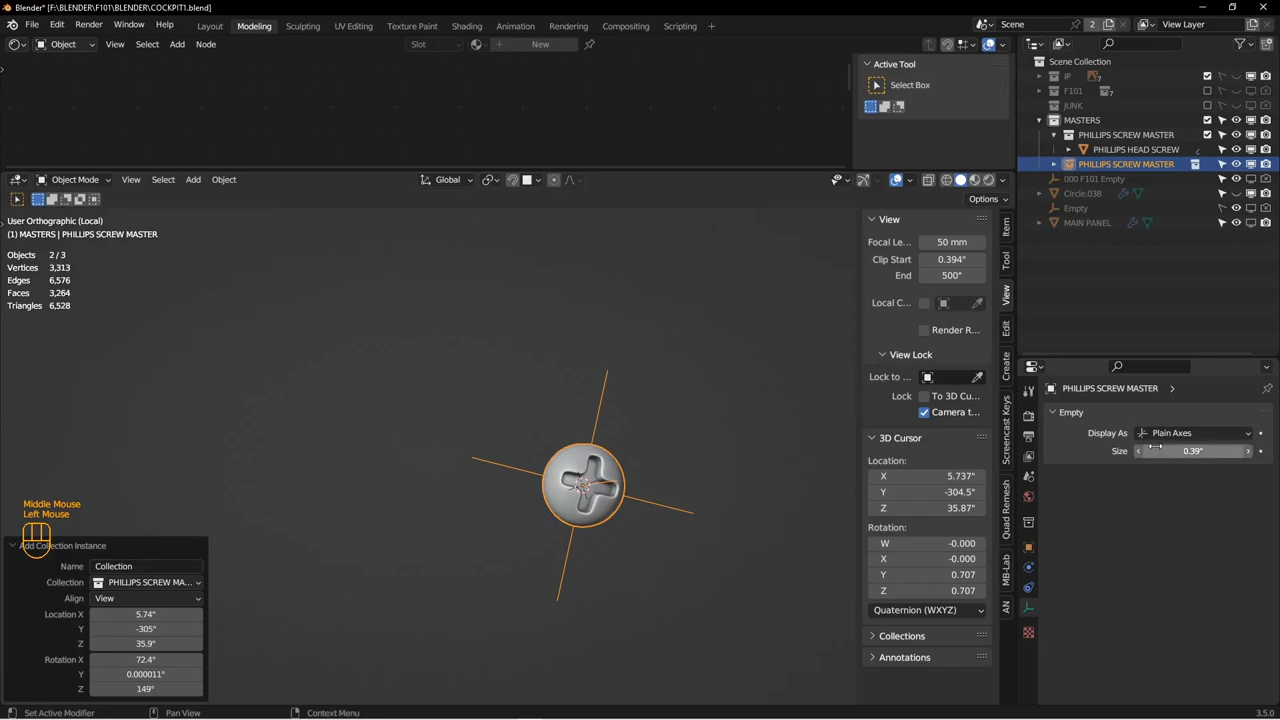 Blender* [F:\BLENDER\F101\BLENDER\COCKPIT1.blend]
File Edit Render Window Help Layout Modeling Sculpting UV Editing Texture Paint Shading Animation Rendering Compositing Scripting Scene 2 View Layer
Object View Select Add Node Slot New
Active Tool
Select Box
Scene Collection
IP 7
F101 7
JUNK
MASTERS
PHILLIPS SCREW MASTER
PHILLIPS HEAD SCREW
PHILLIPS SCREW MASTER
000 F101 Empty
Circle.038
Empty
MAIN PANEL
Object Mode View Select Add Object Global
Options
User Orthographic (Local)
(1) MASTERS | PHILLIPS SCREW MASTER
Objects 2 / 3
Vertices 3,313
Edges 6,576
Faces 3,264
Triangles 6,528
View
Focal Le... 50 mm
Clip Start 0.394"
End 500"
Local C...
Render R...
View Lock
Lock to ...
Lock To 3D Cu...
Camera t...
3D Cursor
Location:
X 5.737"
Y -304.5"
Z 35.87"
Rotation:
W -0.000
X -0.000
Y 0.707
Z 0.707
Quaternion (WXYZ)
Collections
Annotations
Item
Tool
View
Edit
Create
Screencast Keys
Quad Remesh
MB-Lab
AN
PHILLIPS SCREW MASTER
Empty
Display As Plain Axes
Size 0.39"
Middle Mouse
Left Mouse
Add Collection Instance
Name Collection
Collection PHILLIPS SCREW MA...
Align View
Location X 5.74"
Y -305"
Z 35.9"
Rotation X 72.4°
Y 0.000011°
Z 149°
Set Active Modifier Pan View Context Menu 3.5.0